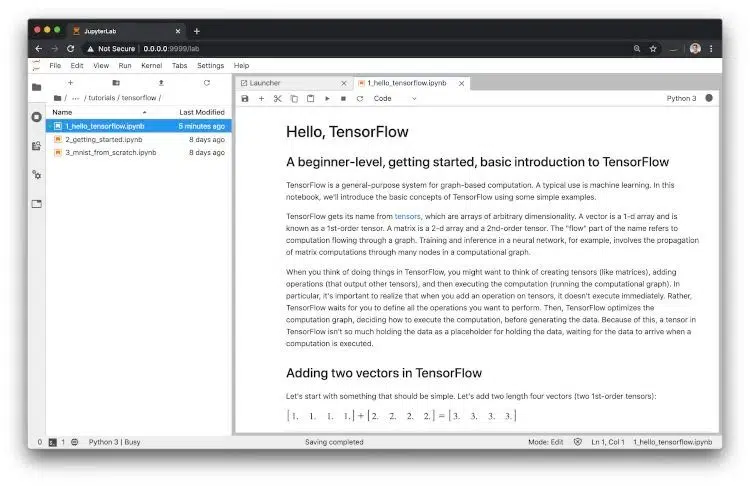 JupyterLab
Not Secure | 0.0.0.0:9999/lab
File Edit View Run Kernel Tabs Settings Help
/ ··· / tutorials / tensorflow /
Name Last Modified
1_hello_tensorflow.ipynb 5 minutes ago
2_getting_started.ipynb 8 days ago
3_mnist_from_scratch.ipynb 8 days ago
Launcher
1_hello_tensorflow.ipynb
Code Python 3
Hello, TensorFlow
A beginner-level, getting started, basic introduction to TensorFlow
TensorFlow is a general-purpose system for graph-based computation. A typical use is machine learning. In this
notebook, we'll introduce the basic concepts of TensorFlow using some simple examples.
TensorFlow gets its name from tensors, which are arrays of arbitrary dimensionality. A vector is a 1-d array and is
known as a 1st-order tensor. A matrix is a 2-d array and a 2nd-order tensor. The "flow" part of the name refers to
computation flowing through a graph. Training and inference in a neural network, for example, involves the propagation
of matrix computations through many nodes in a computational graph.
When you think of doing things in TensorFlow, you might want to think of creating tensors (like matrices), adding
operations (that output other tensors), and then executing the computation (running the computational graph). In
particular, it's important to realize that when you add an operation on tensors, it doesn't execute immediately. Rather,
TensorFlow waits for you to define all the operations you want to perform. Then, TensorFlow optimizes the
computation graph, deciding how to execute the computation, before generating the data. Because of this, a tensor in
TensorFlow isn't so much holding the data as a placeholder for holding the data, waiting for the data to arrive when a
computation is executed.
Adding two vectors in TensorFlow
Let's start with something that should be simple. Let's add two length four vectors (two 1st-order tensors):
[1. 1. 1. 1.] + [2. 2. 2. 2.] = [3. 3. 3. 3.]
0 1 Python 3 | Busy Saving completed Mode: Edit Ln 1, Col 1 1_hello_tensorflow.ipynb